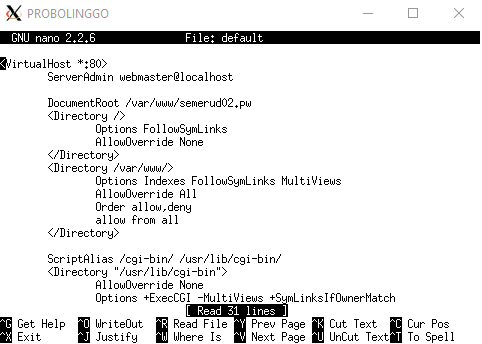 PROBOLINGGO
GNU nano 2.2.6 File: default
<VirtualHost *:80>
ServerAdmin webmaster@localhost
DocumentRoot /var/www/semerud02.pw
<Directory />
Options FollowSymLinks
AllowOverride None
</Directory>
<Directory /var/www/>
Options Indexes FollowSymLinks MultiViews
AllowOverride All
Order allow,deny
allow from all
</Directory>
ScriptAlias /cgi-bin/ /usr/lib/cgi-bin/
<Directory "/usr/lib/cgi-bin">
AllowOverride None
Options +ExecCGI -MultiViews +SymLinksIfOwnerMatch
[ Read 31 lines ]
^G Get Help ^O WriteOut ^R Read File ^Y Prev Page ^K Cut Text ^C Cur Pos
^X Exit ^J Justify ^W Where Is ^V Next Page ^U UnCut Text ^T To Spell